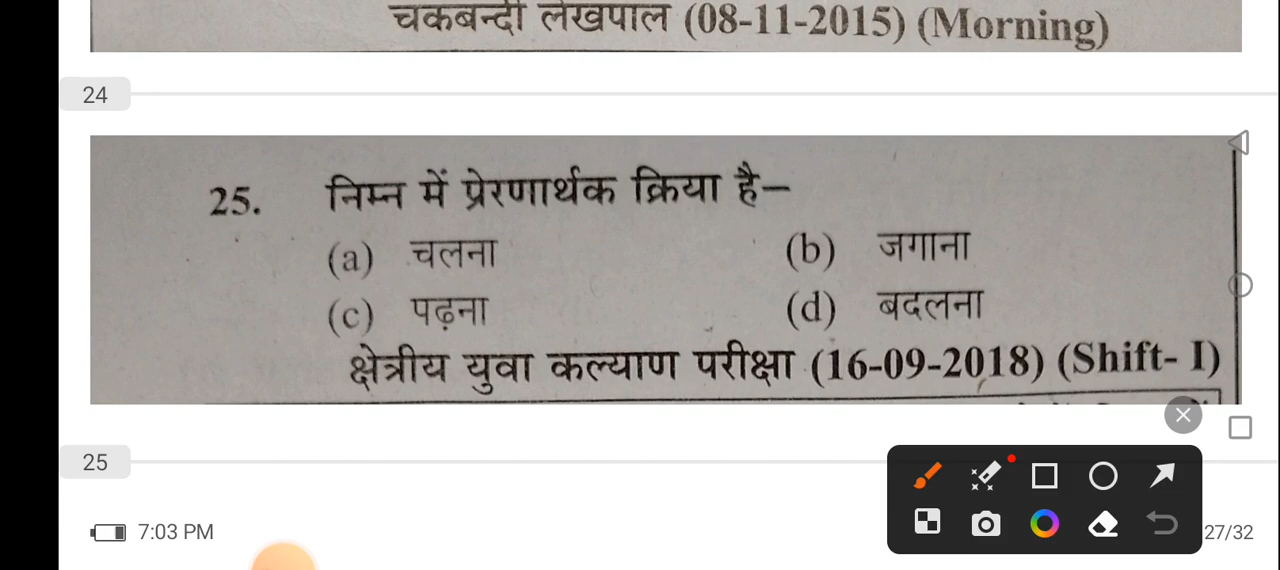 चकबन्दी लेखपाल (08-11-2015) (Morning)
24
25. निम्न में प्रेरणार्थक क्रिया है–
(a) चलना (b) जगाना
(c) पढ़ना (d) बदलना
क्षेत्रीय युवा कल्याण परीक्षा (16-09-2018) (Shift- I)
25
7:03 PM 27/32